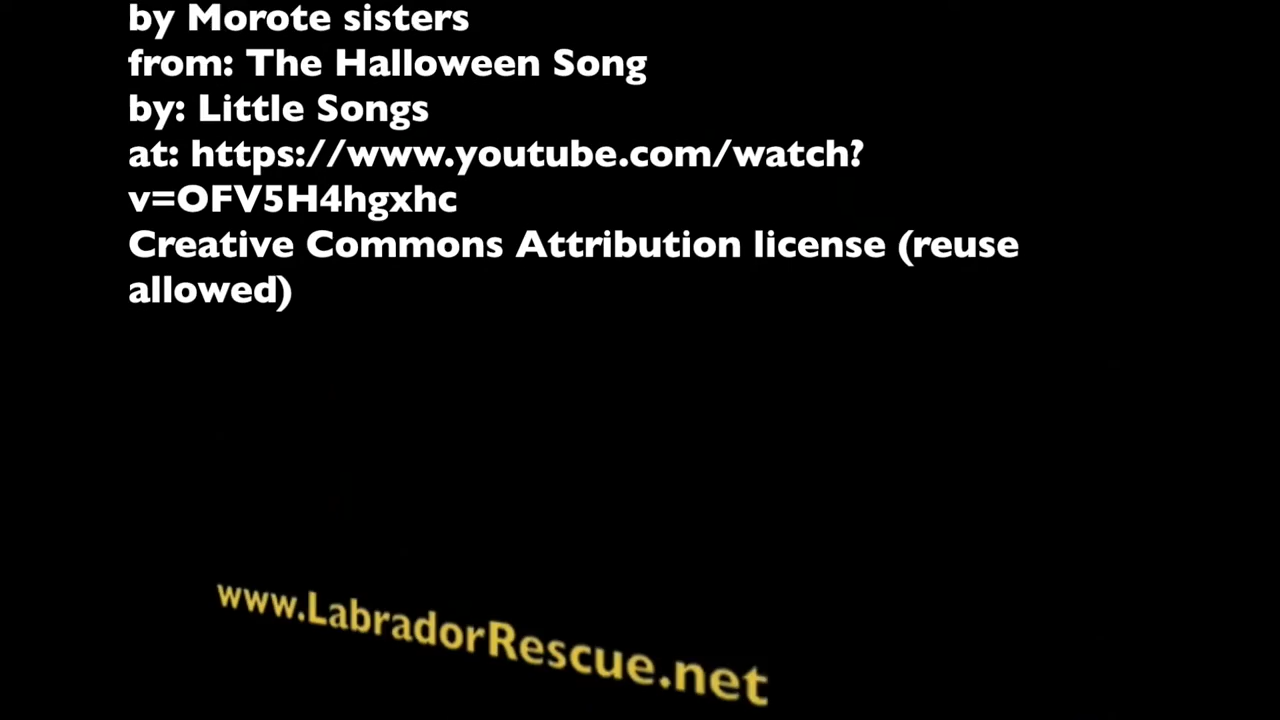 by Morote sisters
from: The Halloween Song
by: Little Songs
at: https://www.youtube.com/watch?
v=OFV5H4hgxhc
Creative Commons Attribution license (reuse
allowed)
www.LabradorRescue.net